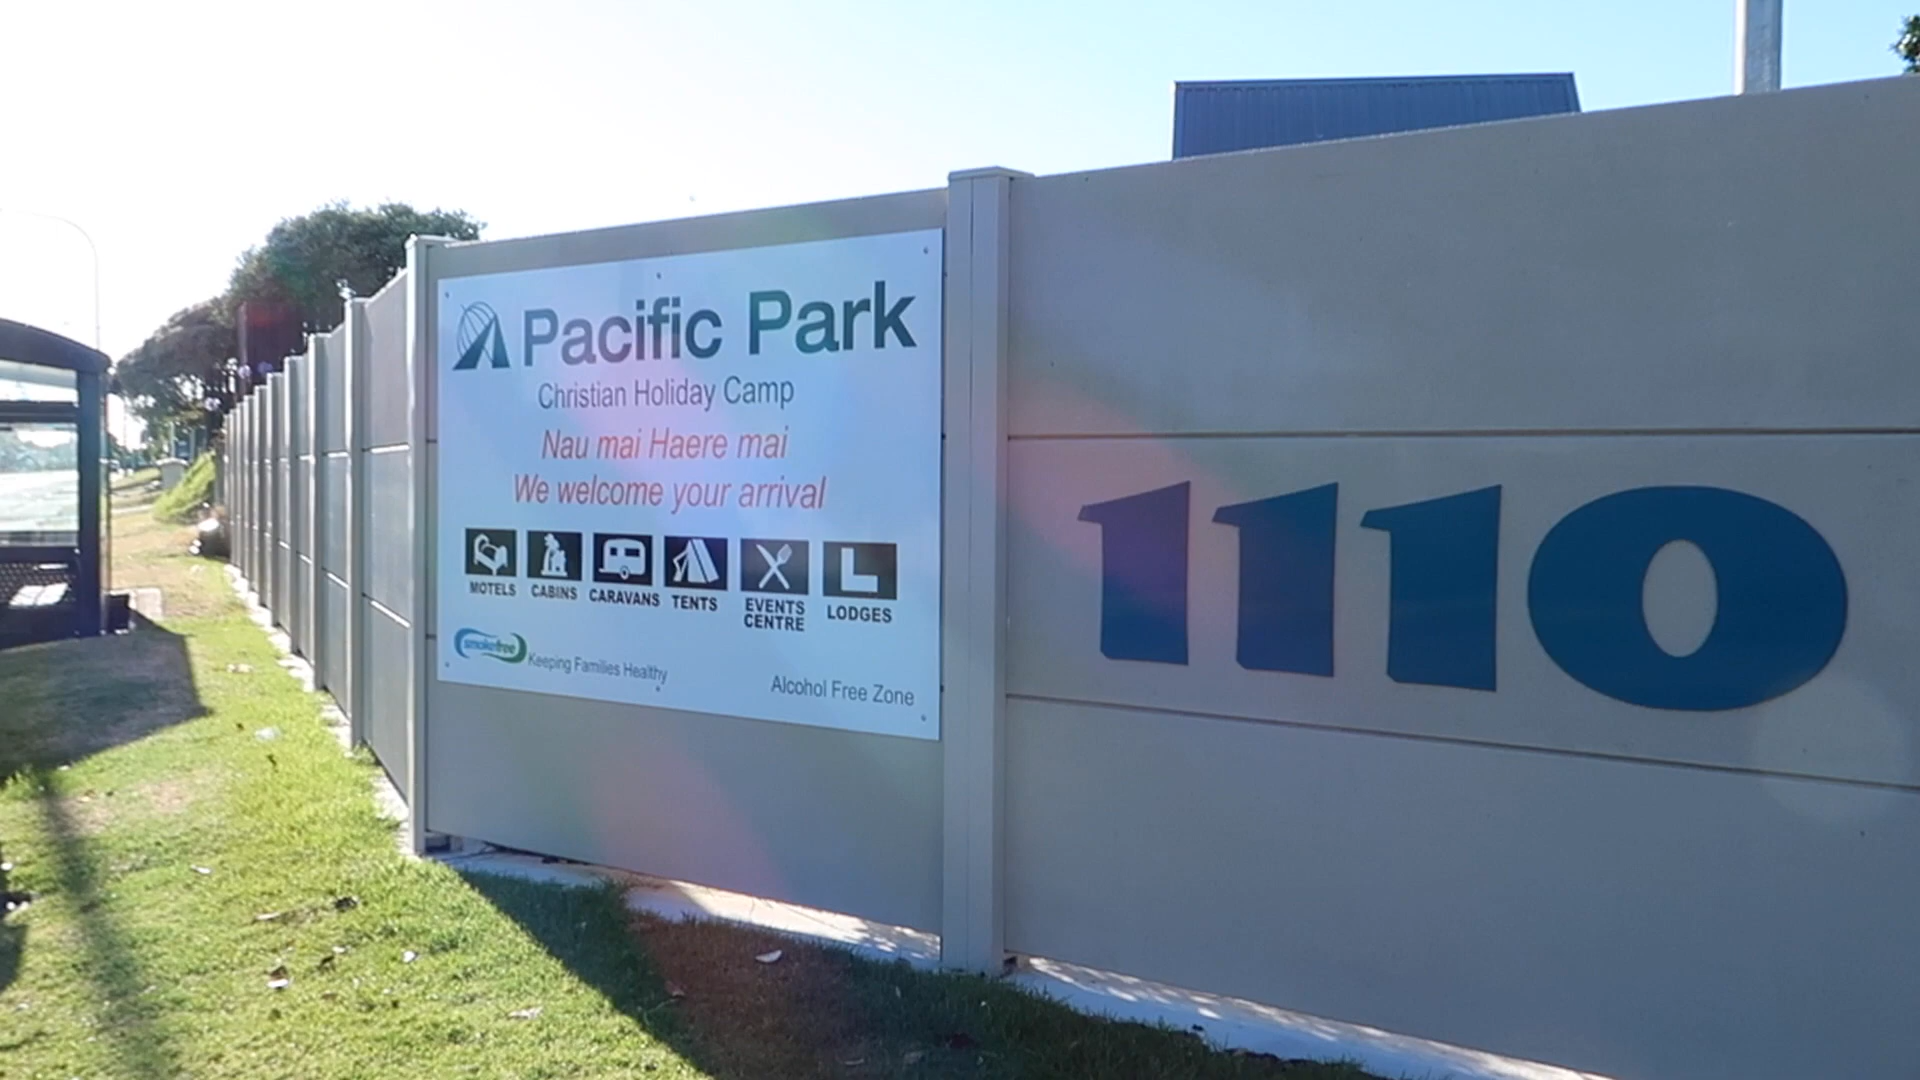 Pacific Park
Christian Holiday Camp
Nau mai Haere mai
We welcome your arrival
MOTELS CABINS CARAVANS TENTS EVENTS CENTRE LODGES
smokefree Keeping Families Healthy
Alcohol Free Zone
1110